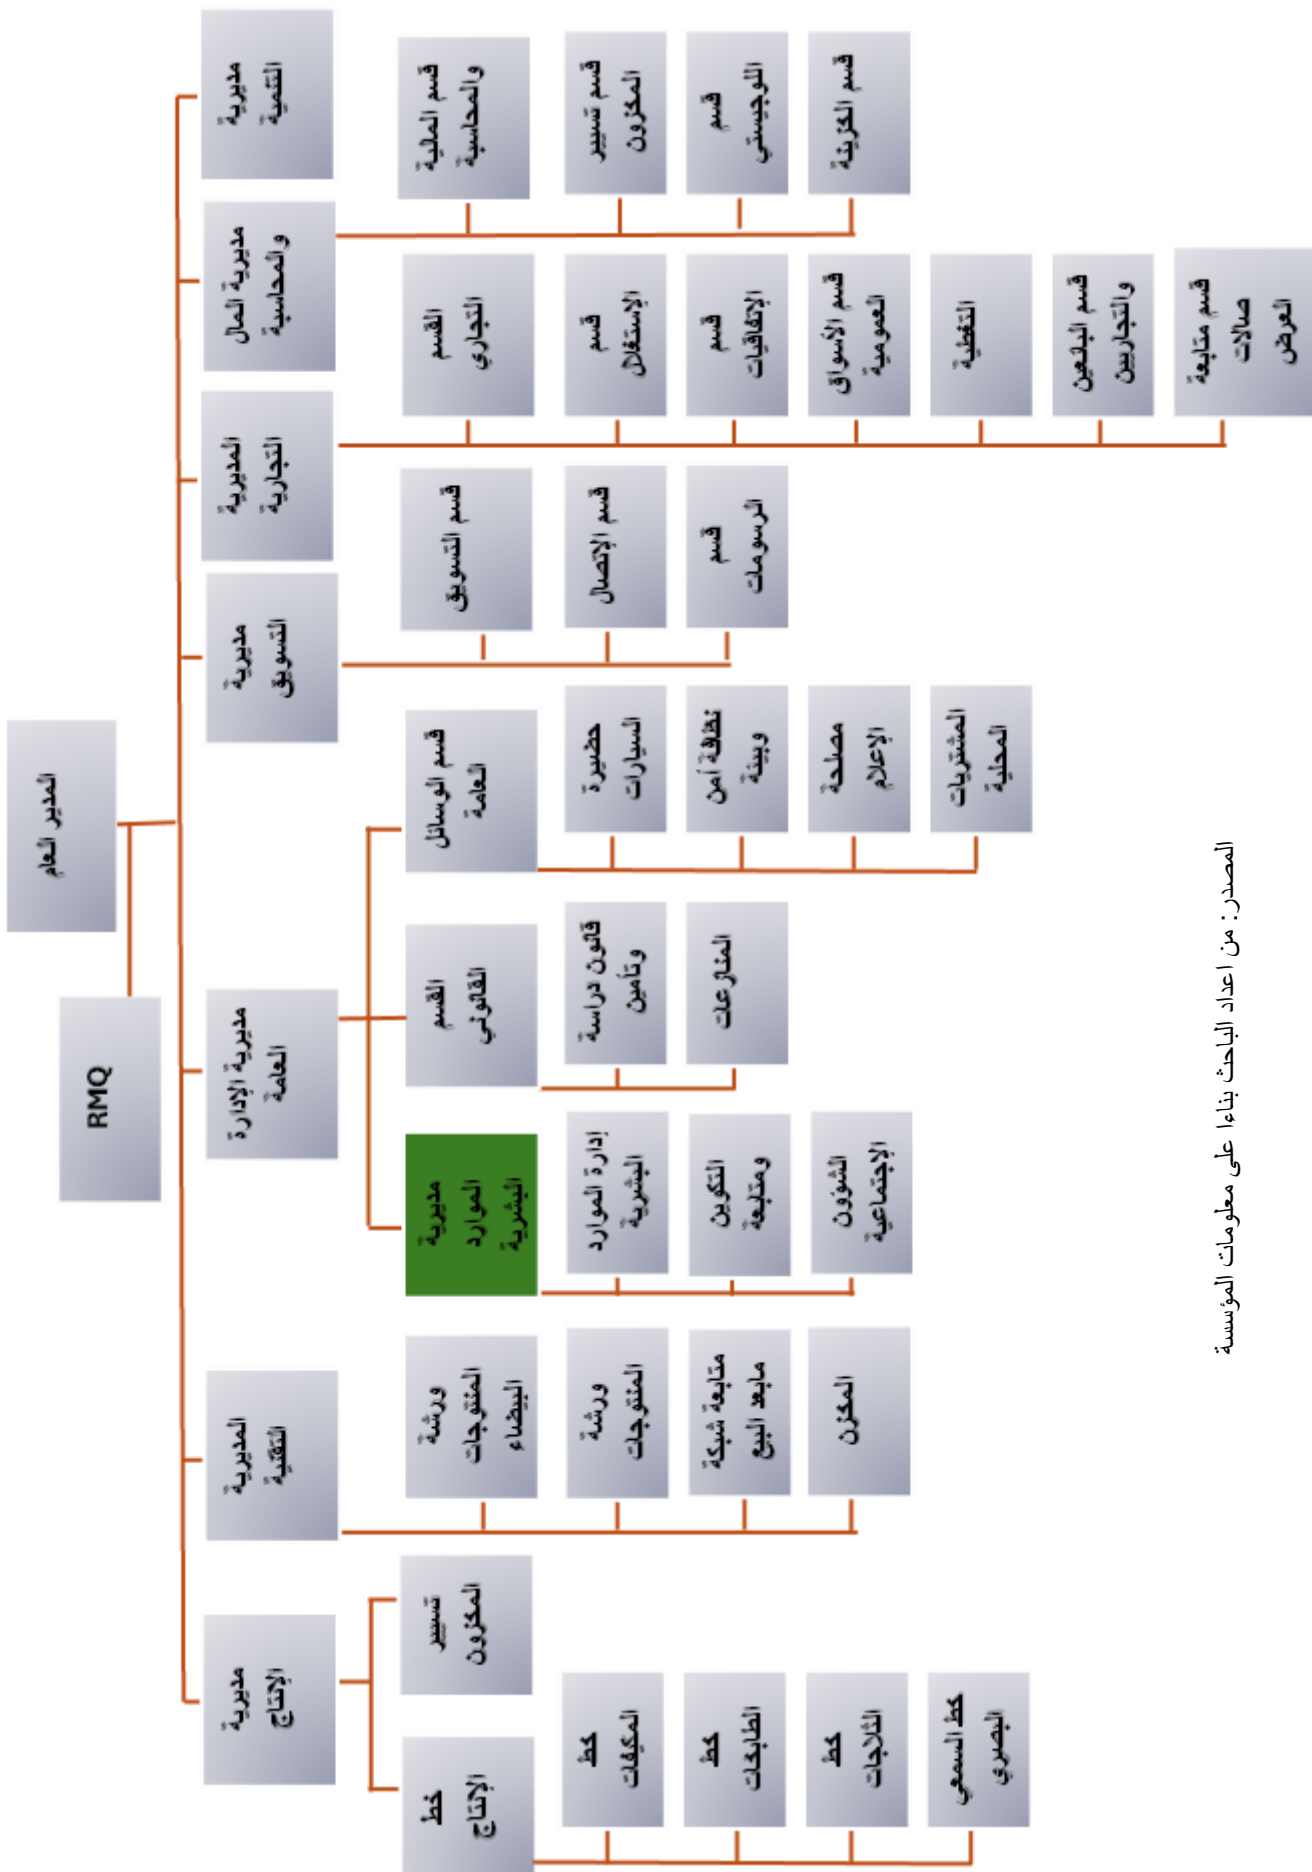 المدير العام
RMQ
مديرية
التنمية
مديرية المال
والمحاسبة
المديرية
التجارية
مديرية
التسويق
مديرية الإدارة
العامة
المديرية
التقنية
مديرية
الإنتاج
قسم المالية
والمحاسبة
قسم تسيير
المخزون
قسم
اللوجيستي
قسم الخزينة
القسم
التجاري
قسم
الإستغلال
قسم
الإتفاقيات
قسم الأسواق
العمومية
التغطية
قسم البائعين
والتجاريين
قسم متابعة
صالات
العرض
قسم التسويق
قسم الإتصال
قسم
الرسومات
قسم الوسائل
العامة
حضيرة
السيارات
نظافة أمن
وبيئة
مصلحة
الإعلام
المشتريات
المحلية
القسم
القانوني
قانون دراسة
وتأمين
المنازعات
مديرية
الموارد
البشرية
إدارة الموارد
البشرية
التكوين
ومتابعة
الشؤون
الإجتماعية
ورشة
المنتوجات
البيضاء
ورشة
المنتوجات
متابعة شبكة
مابعد البيع
المخزن
تسيير
المخزون
خط
الإنتاج
خط
المكيفات
خط
الطابخات
خط
الثلاجات
خط السمعي
البصري
المصدر: من اعداد الباحث بناءا على معلومات المؤسسة